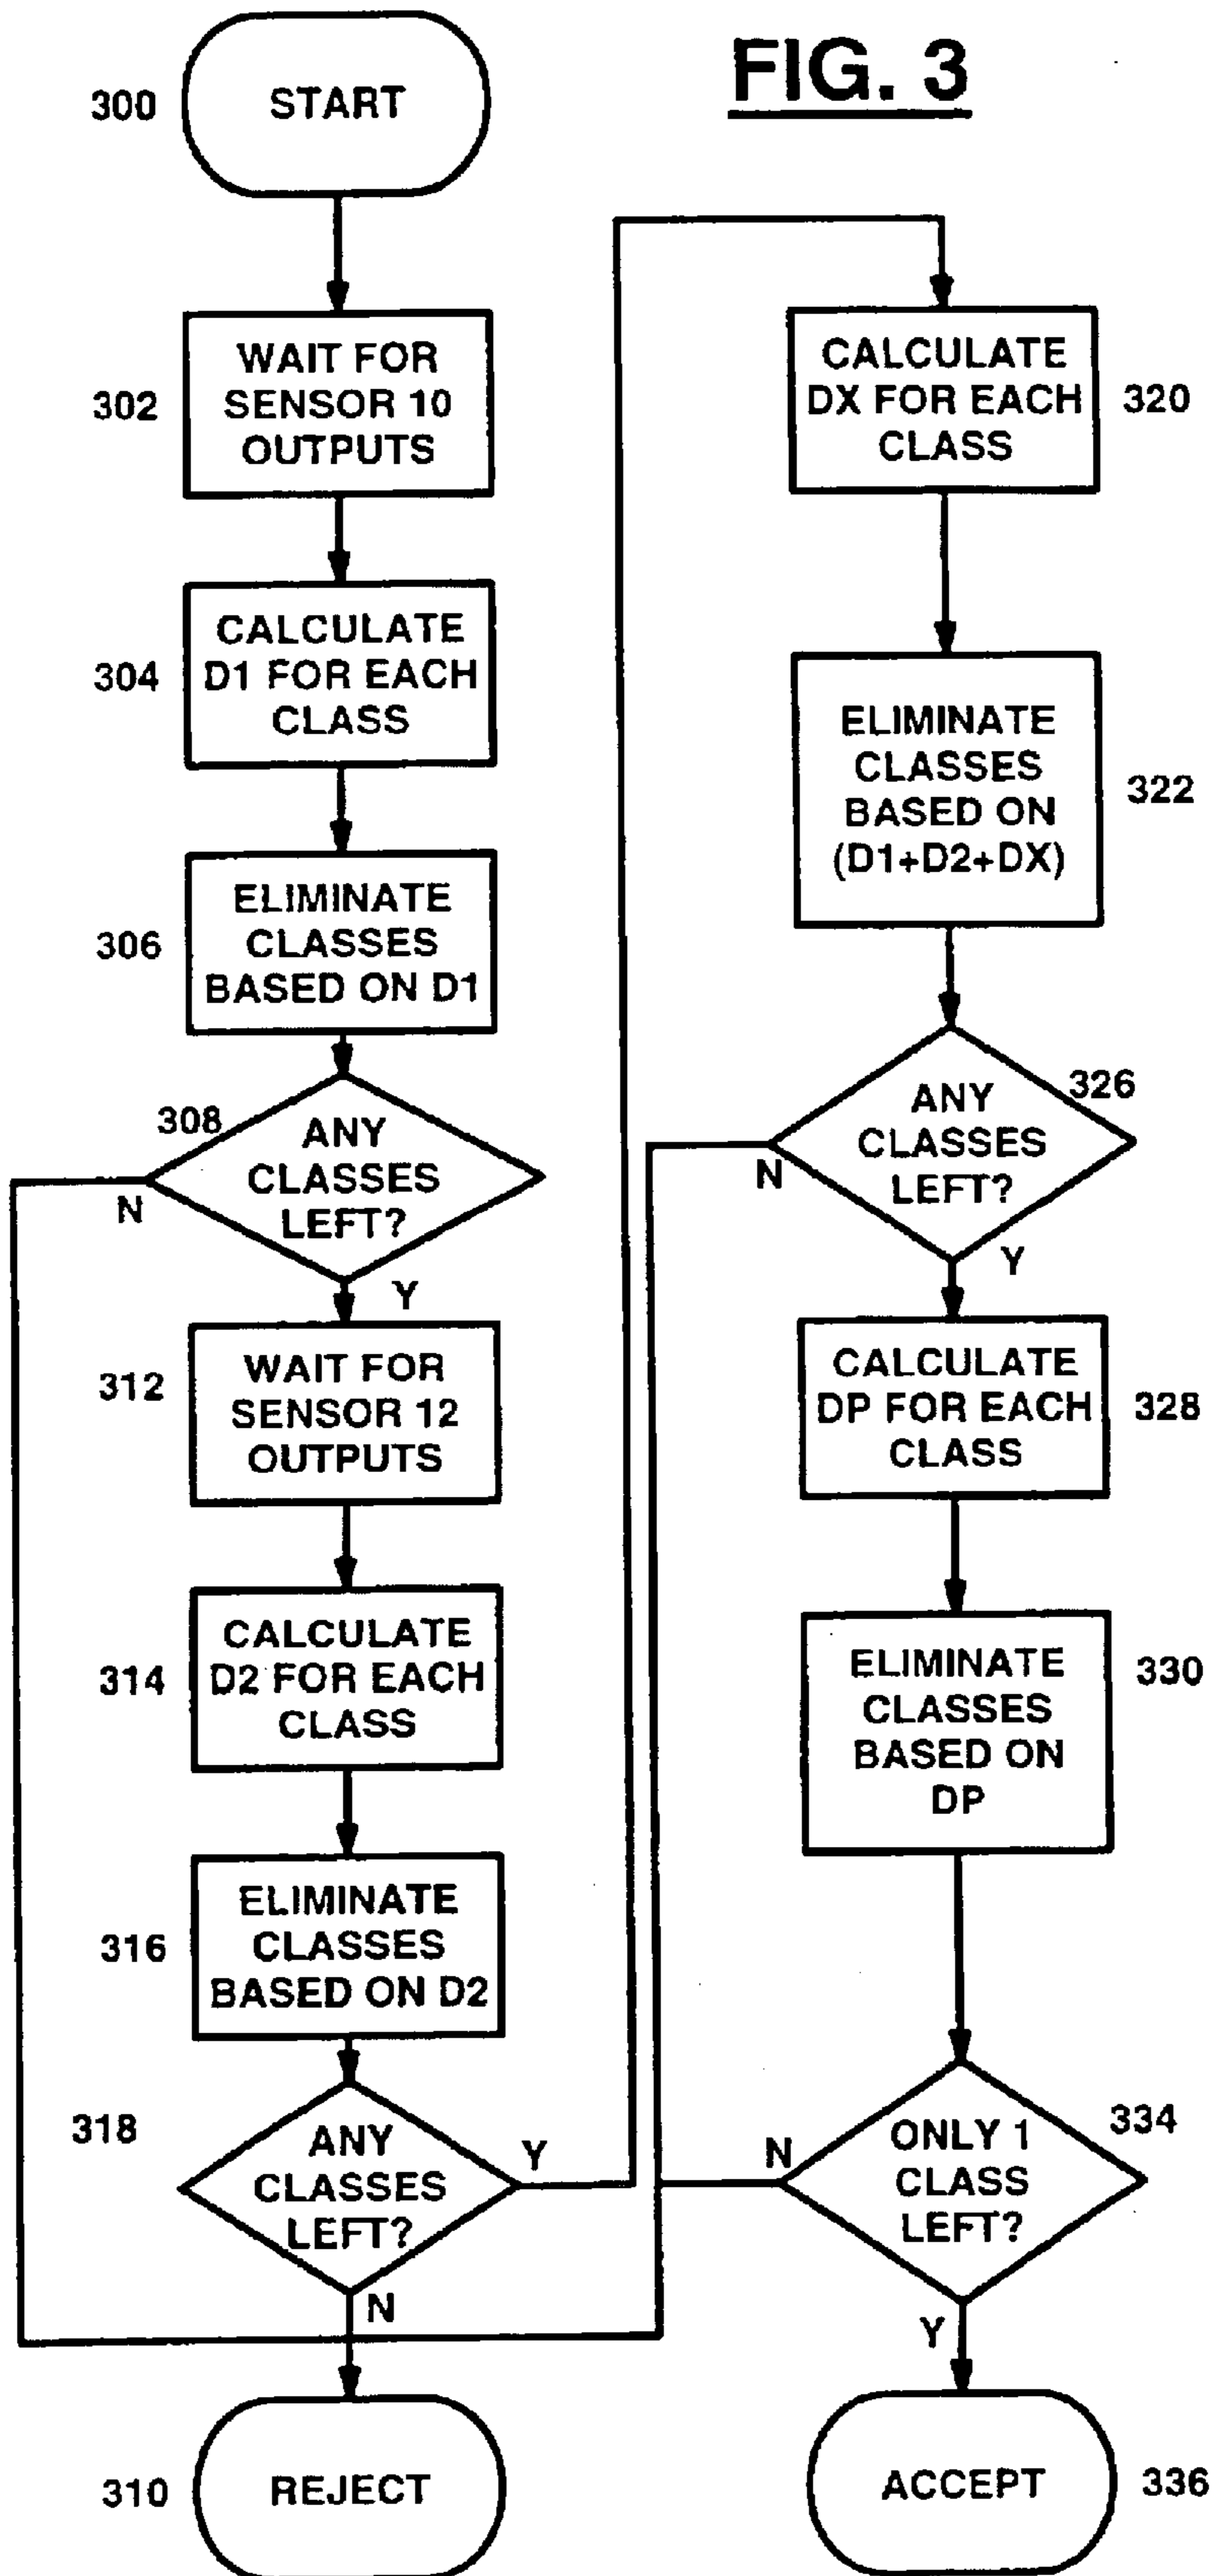 FIG. 3
300
START
302
WAIT FOR
SENSOR 10
OUTPUTS
304
CALCULATE
D1 FOR EACH
CLASS
306
ELIMINATE
CLASSES
BASED ON D1
308
ANY
CLASSES
LEFT?
N
Y
312
WAIT FOR
SENSOR 12
OUTPUTS
314
CALCULATE
D2 FOR EACH
CLASS
316
ELIMINATE
CLASSES
BASED ON D2
318
ANY
CLASSES
LEFT?
Y
N
310
REJECT
CALCULATE
DX FOR EACH
CLASS
320
ELIMINATE
CLASSES
BASED ON
(D1+D2+DX)
322
326
ANY
CLASSES
LEFT?
N
Y
CALCULATE
DP FOR EACH
CLASS
328
ELIMINATE
CLASSES
BASED ON
DP
330
334
ONLY 1
CLASS
LEFT?
N
Y
ACCEPT
336